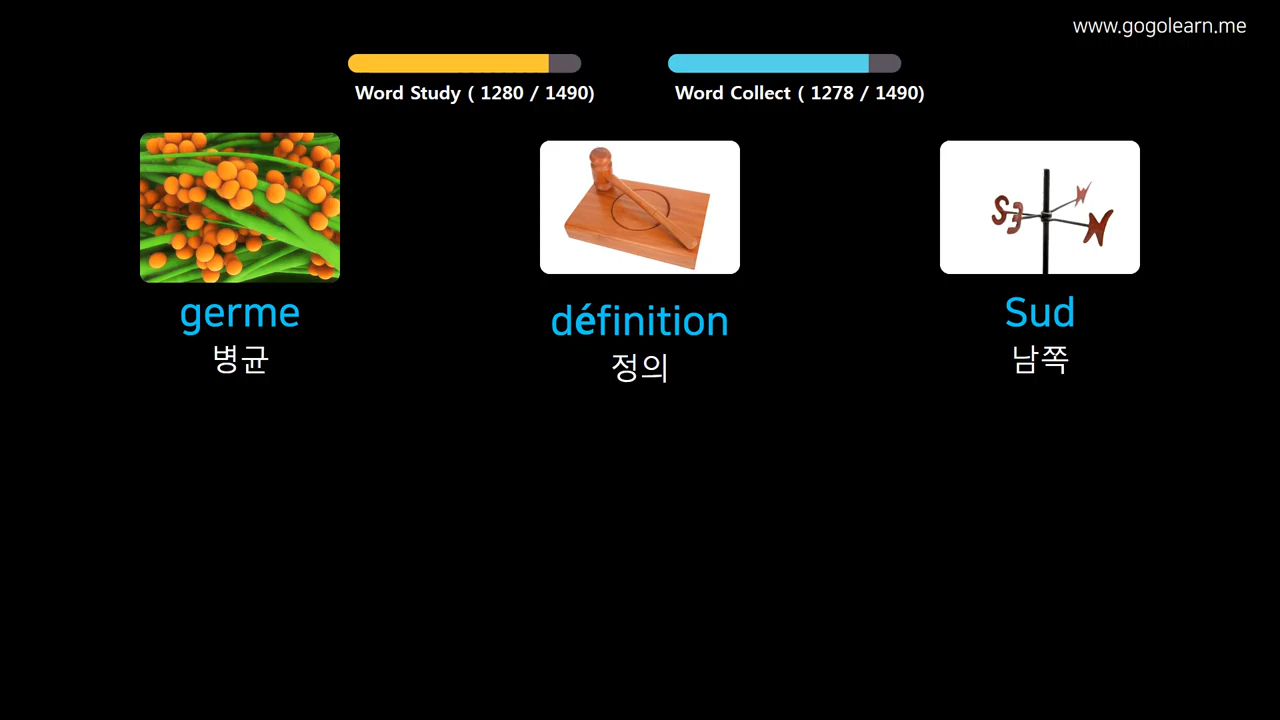 www.gogolearn.me
Word Study ( 1280 / 1490)
Word Collect ( 1278 / 1490)
germe
병균
définition
정의
Sud
남쪽